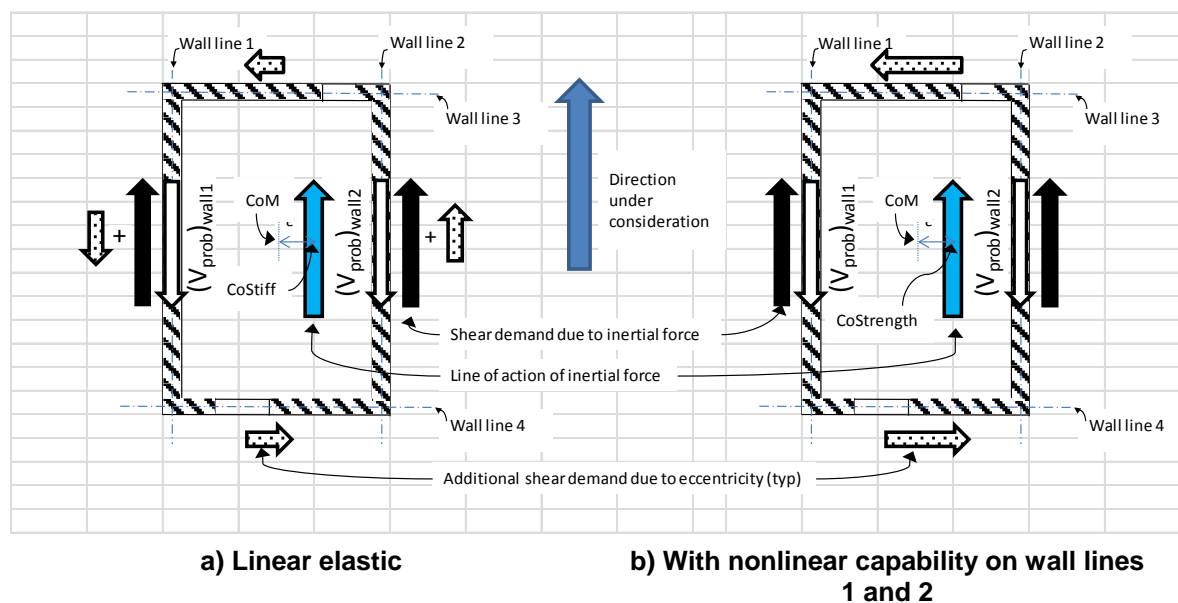 Wall line 1
Wall line 2
Wall line 3
CoM
+
(Vprob)wall1
(Vprob)wall2
+
CoStiff
Direction
under
consideration
Wall line 1
Wall line 2
Wall line 3
CoM
(Vprob)wall1
(Vprob)wall2
CoStrength
Shear demand due to inertial force
Line of action of inertial force
Wall line 4
Wall line 4
Additional shear demand due to eccentricity (typ)
a) Linear elastic
b) With nonlinear capability on wall lines
1 and 2